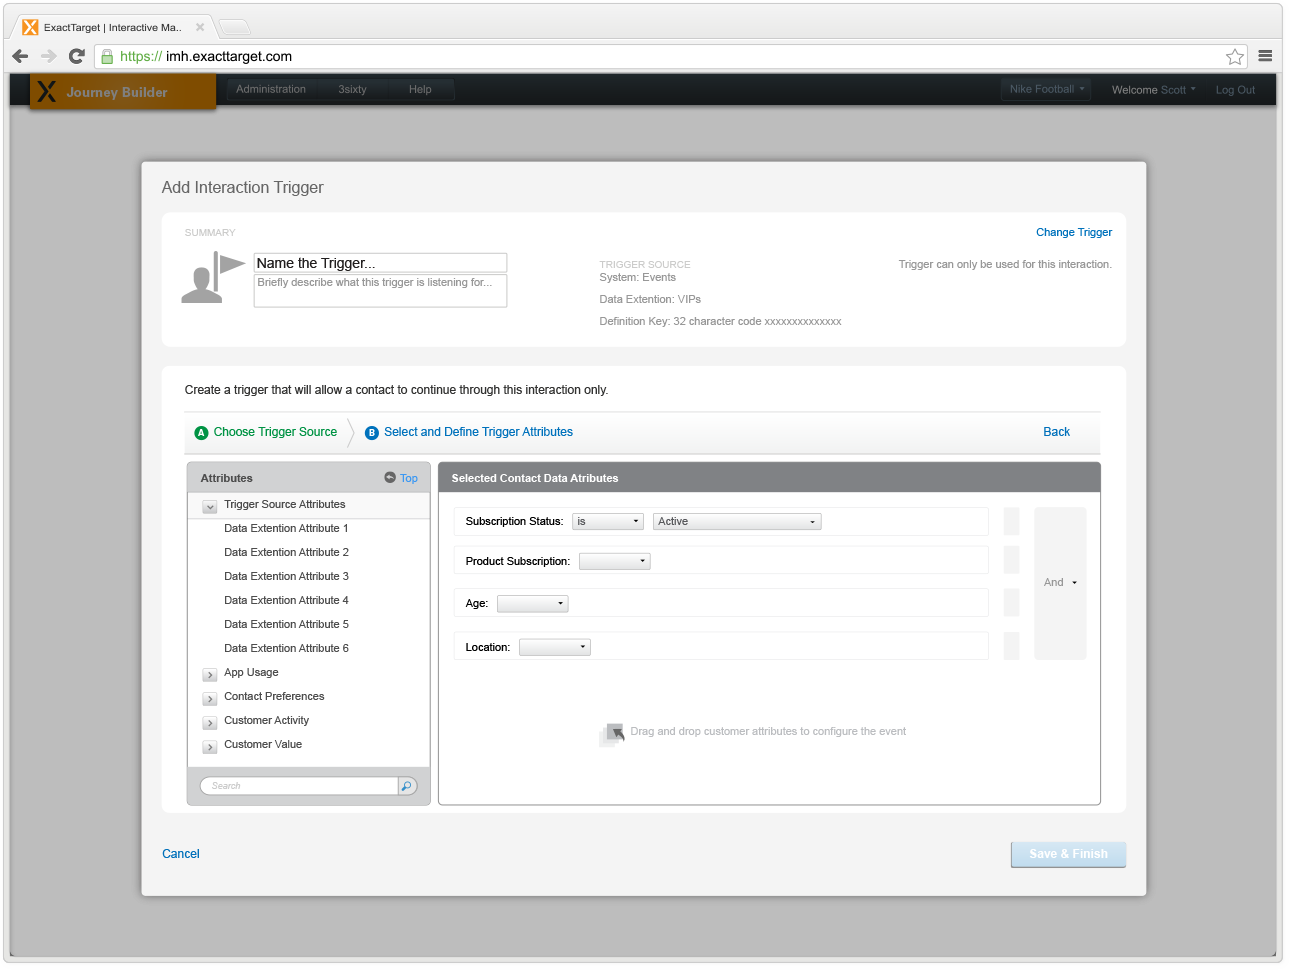 ExactTarget | Interactive Ma..
https:// imh.exacttarget.com
X Journey Builder
Administration
3sixty
Help
Nike Football
Welcome Scott
Log Out
Add Interaction Trigger
SUMMARY
Change Trigger
Name the Trigger...
Briefly describe what this trigger is listening for...
TRIGGER SOURCE
System: Events
Data Extention: VIPs
Definition Key: 32 character code xxxxxxxxxxxxxx
Trigger can only be used for this interaction.
Create a trigger that will allow a contact to continue through this interaction only.
A Choose Trigger Source
B Select and Define Trigger Attributes
Back
Attributes
Top
Trigger Source Attributes
Data Extention Attribute 1
Data Extention Attribute 2
Data Extention Attribute 3
Data Extention Attribute 4
Data Extention Attribute 5
Data Extention Attribute 6
App Usage
Contact Preferences
Customer Activity
Customer Value
Search
Selected Contact Data Atributes
Subscription Status: is Active
Product Subscription:
Age:
Location:
And
Drag and drop customer attributes to configure the event
Cancel
Save & Finish